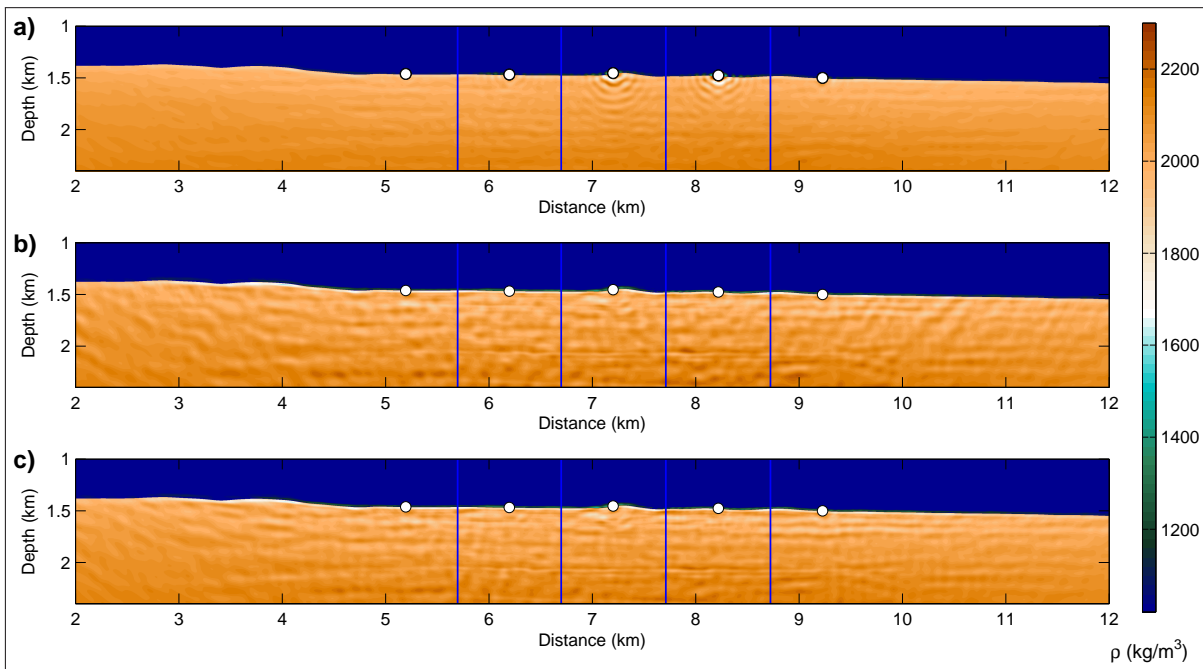 a)
1
1.5
2
Depth (km)
2 3 4 5 6 7 8 9 10 11 12
Distance (km)
b)
1
1.5
2
Depth (km)
2 3 4 5 6 7 8 9 10 11 12
Distance (km)
c)
1
1.5
2
Depth (km)
2 3 4 5 6 7 8 9 10 11 12
Distance (km)
2200
2000
1800
1600
1400
1200
ρ (kg/m³)